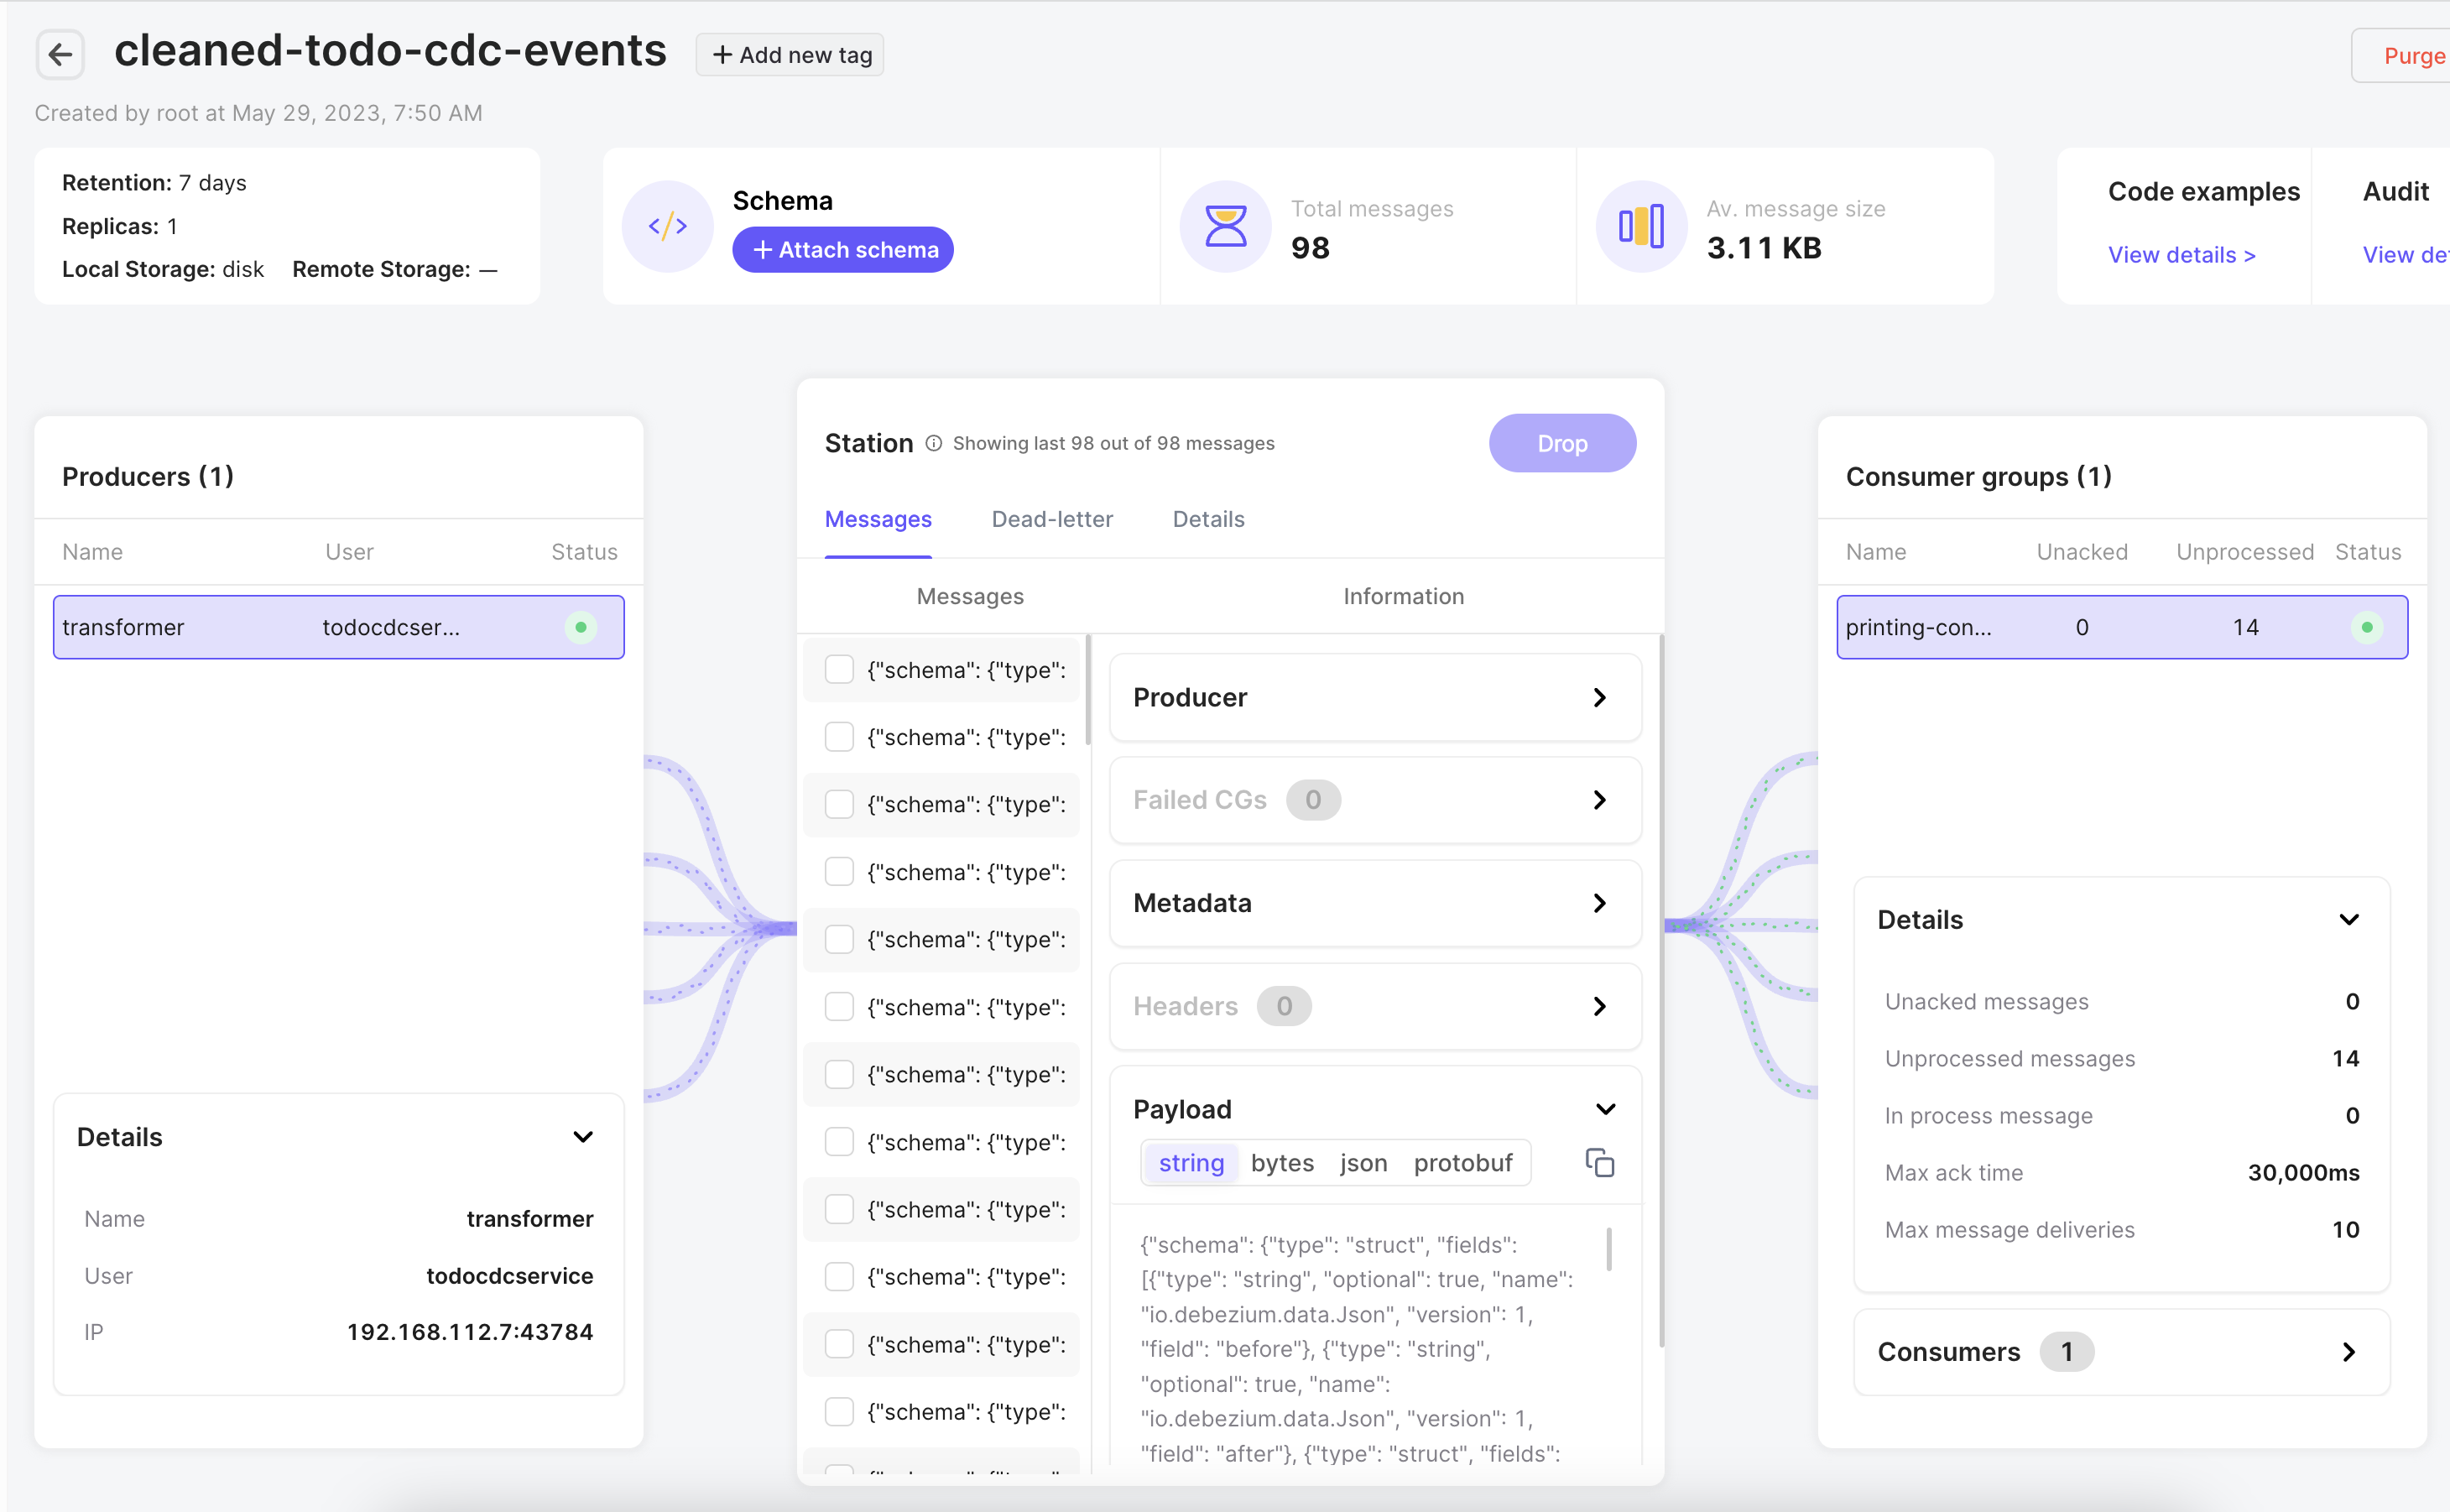 cleaned-todo-cdc-events
+ Add new tag
Purge
Created by root at May 29, 2023, 7:50 AM
Retention: 7 days
Replicas: 1
Local Storage: disk Remote Storage: —
</>
Schema
+ Attach schema
Total messages
98
Av. message size
3.11 KB
Code examples
View details >
Audit
View
Producers (1)
Name User Status
transformer todocdcser...
Details
Name transformer
User todocdcservice
IP 192.168.112.7:43784
Station Showing last 98 out of 98 messages
Drop
Messages Dead-letter Details
Messages Information
{"schema": {"type":
{"schema": {"type":
{"schema": {"type":
{"schema": {"type":
{"schema": {"type":
{"schema": {"type":
{"schema": {"type":
{"schema": {"type":
{"schema": {"type":
{"schema": {"type":
{"schema": {"type":
{"schema": {"type":
Producer
Failed CGs 0
Metadata
Headers 0
Payload
string bytes json protobuf
{"schema": {"type": "struct", "fields":
[{"type": "string", "optional": true, "name":
"io.debezium.data.Json", "version": 1,
"field": "before"}, {"type": "string",
"optional": true, "name":
"io.debezium.data.Json", "version": 1,
"field": "after"}, {"type": "struct", "fields":
Consumer groups (1)
Name Unacked Unprocessed Status
printing-con... 0 14
Details
Unacked messages 0
Unprocessed messages 14
In process message 0
Max ack time 30,000ms
Max message deliveries 10
Consumers 1